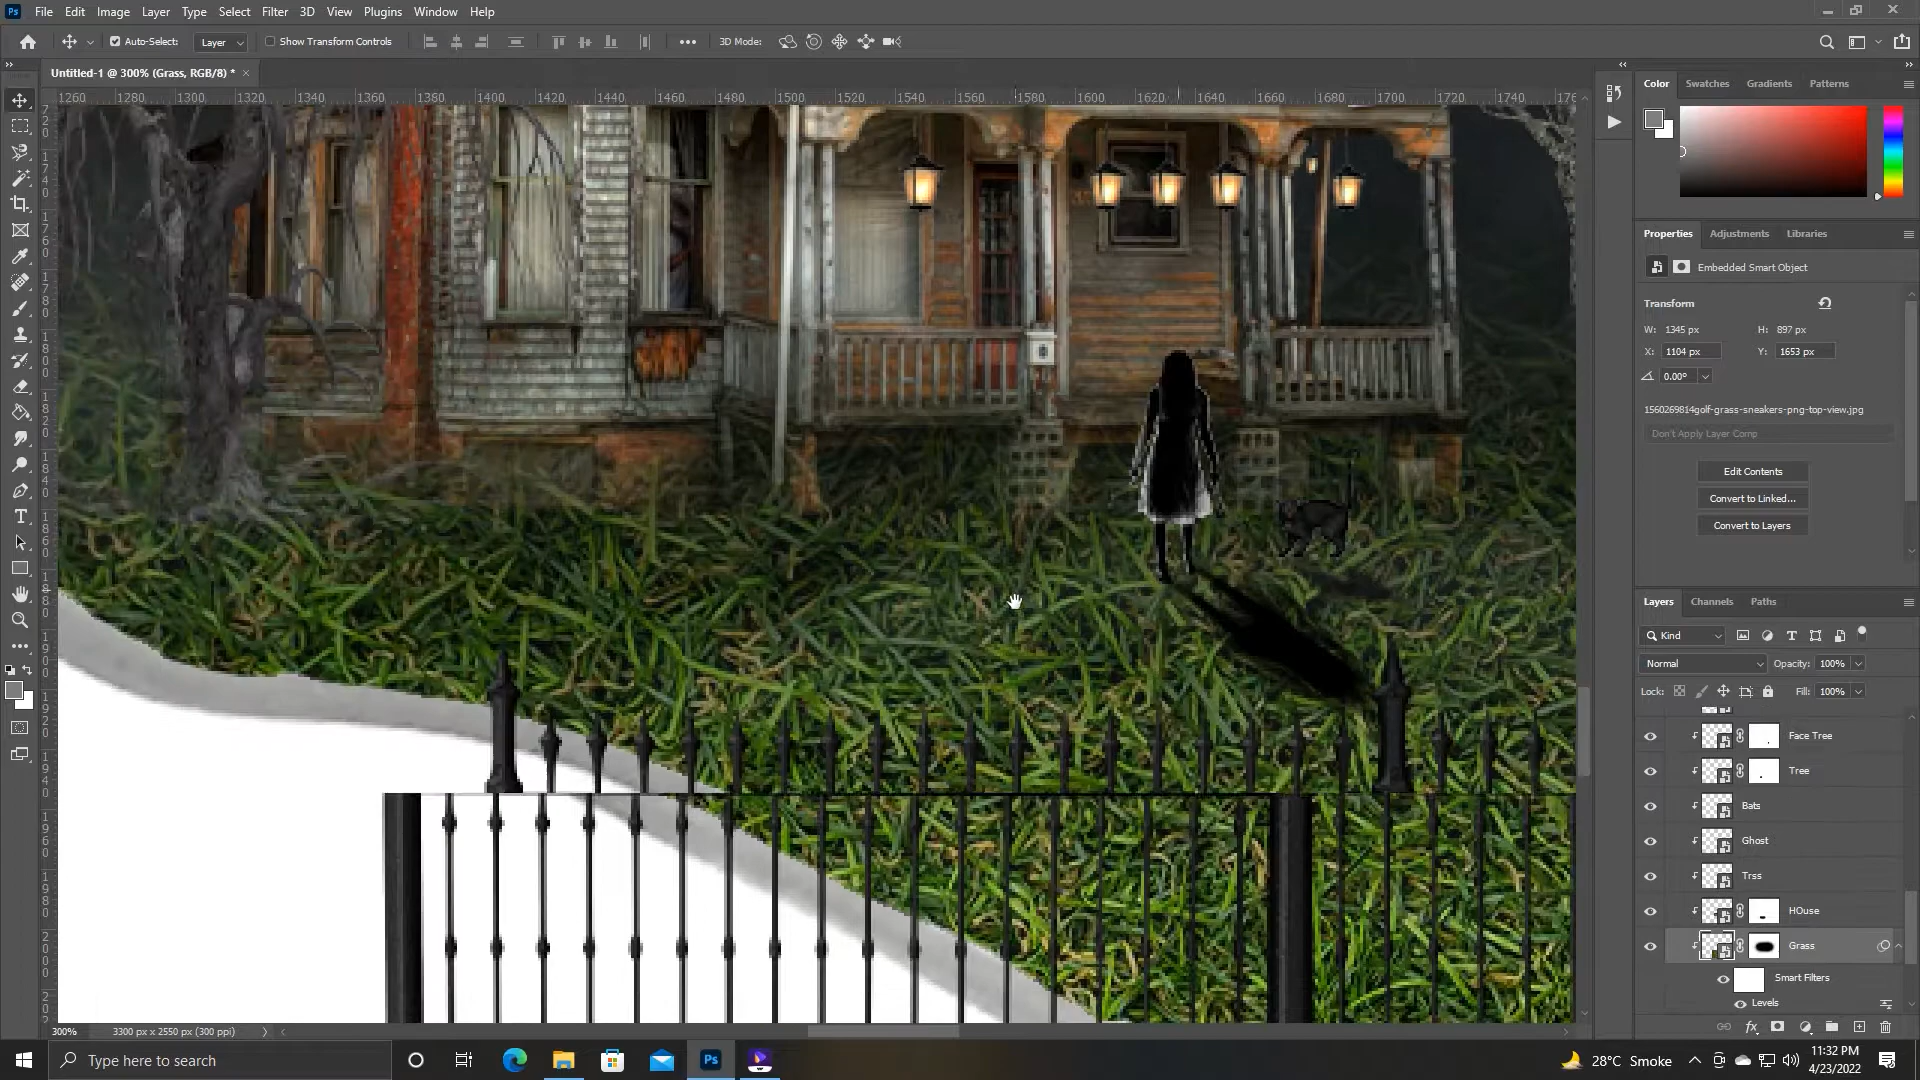 Ps File Edit Image Layer Type Select Filter 3D View Plugins Window Help
Auto-Select: Layer Show Transform Controls ••• 3D Mode:
Untitled-1 @ 300% (Grass, RGB/8) * ×
1260 1280 1300 1320 1340 1360 1380 1400 1420 1440 1460 1480 1500 1520 1540 1560 1580 1600 1620 1640 1660 1680 1700 1720 1740
Color Swatches Gradients Patterns
Properties Adjustments Libraries
Embedded Smart Object
Transform
W: 1345 px H: 897 px
X: 1104 px Y: 1653 px
0.00°
1560269814golf-grass-sneakers-png-top-view.jpg
Don't Apply Layer Comp
Edit Contents
Convert to Linked...
Convert to Layers
Layers Channels Paths
Kind
Normal Opacity: 100%
Lock: Fill: 100%
Face Tree
Tree
Bats
Ghost
Trss
HOuse
Grass
Smart Filters
Levels
300% 3300 px x 2550 px (300 ppi)
Type here to search
Ps
28°C Smoke
11:32 PM
4/23/2022